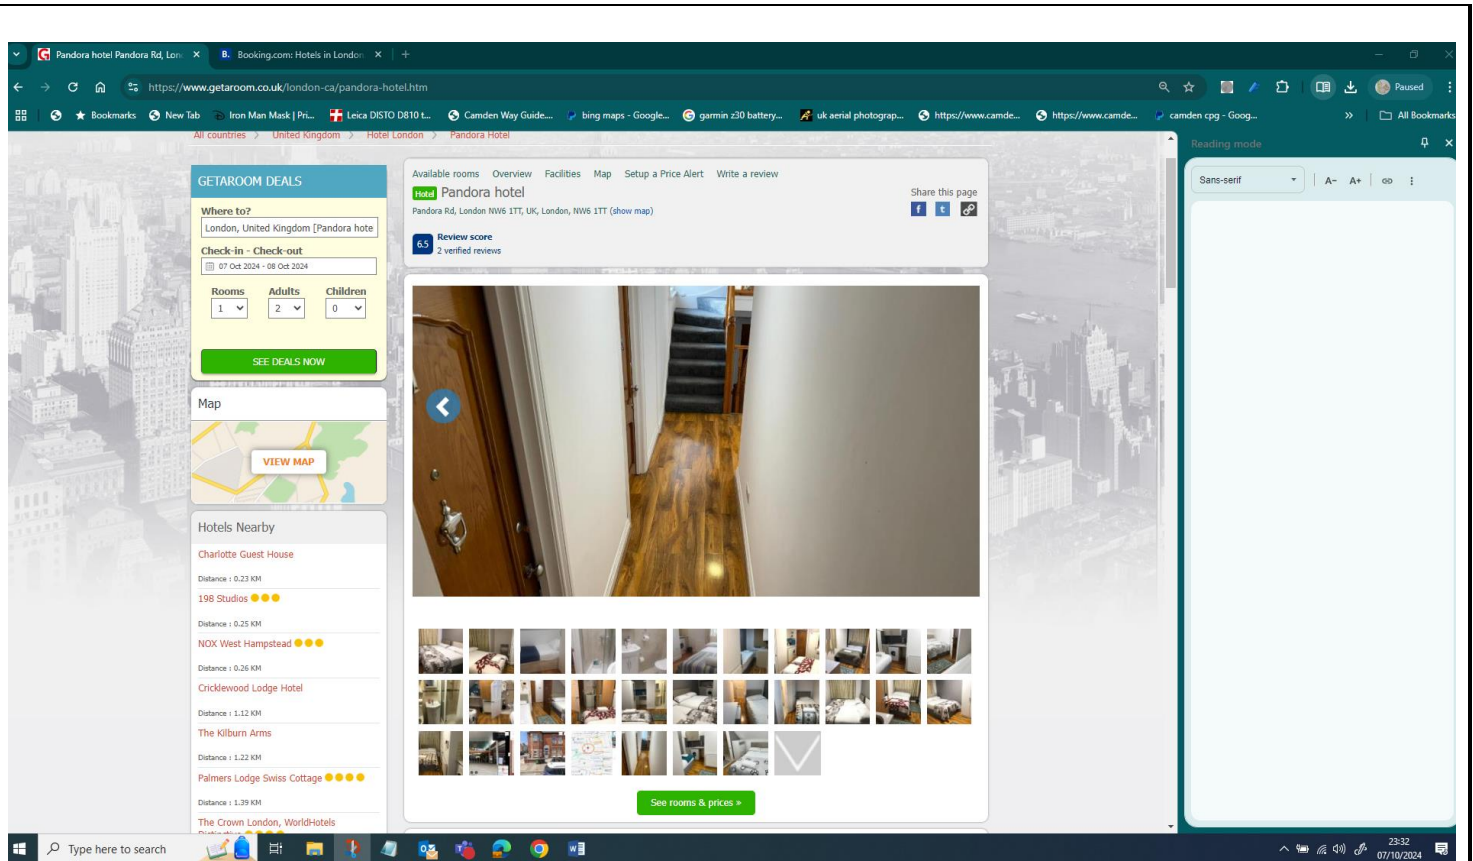 Pandora hotel Pandora Rd, Lon
Booking.com: Hotels in London
https://www.getaroom.co.uk/london-ca/pandora-hotel.htm
Paused
Bookmarks
New Tab
Iron Man Mask | Pri...
Leica DISTO D810 t...
Camden Way Guide....
bing maps - Google...
garmin z30 battery...
uk aerial photograp...
https://www.camde...
https://www.camde...
camden cpg - Goog...
»
All Bookmarks
All countries > United Kingdom > Hotel London > Pandora Hotel
Reading mode
Sans-serif
A- A+
GETAROOM DEALS
Where to?
London, United Kingdom [Pandora hote
Check-in - Check-out
07 Oct 2024 - 08 Oct 2024
Rooms Adults Children
1 2 0
SEE DEALS NOW
Map
VIEW MAP
Hotels Nearby
Charlotte Guest House
Distance : 0.23 KM
198 Studios
Distance : 0.25 KM
NOX West Hampstead
Distance : 0.26 KM
Cricklewood Lodge Hotel
Distance : 1.12 KM
The Kilburn Arms
Distance : 1.22 KM
Palmers Lodge Swiss Cottage
Distance : 1.39 KM
The Crown London, WorldHotels
Available rooms Overview Facilities Map Setup a Price Alert Write a review
Hotel Pandora hotel
Pandora Rd, London NW6 1TT, UK, London, NW6 1TT (show map)
6.5 Review score
2 verified reviews
Share this page
See rooms & prices »
Type here to search
23:32
07/10/2024